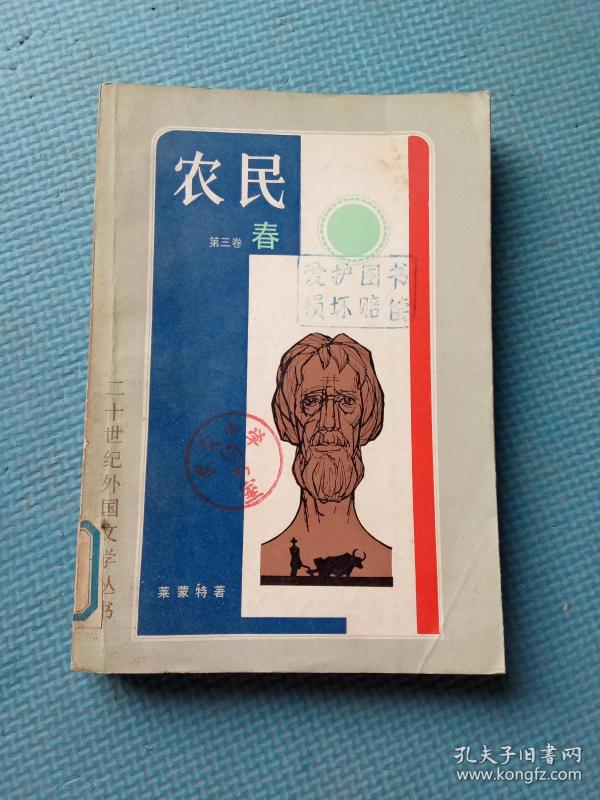 农民
第三卷 春
爱护图书
损坏赔偿
二十世纪外国文学丛书
莱蒙特著
孔夫子旧书网
www.kongfz.com